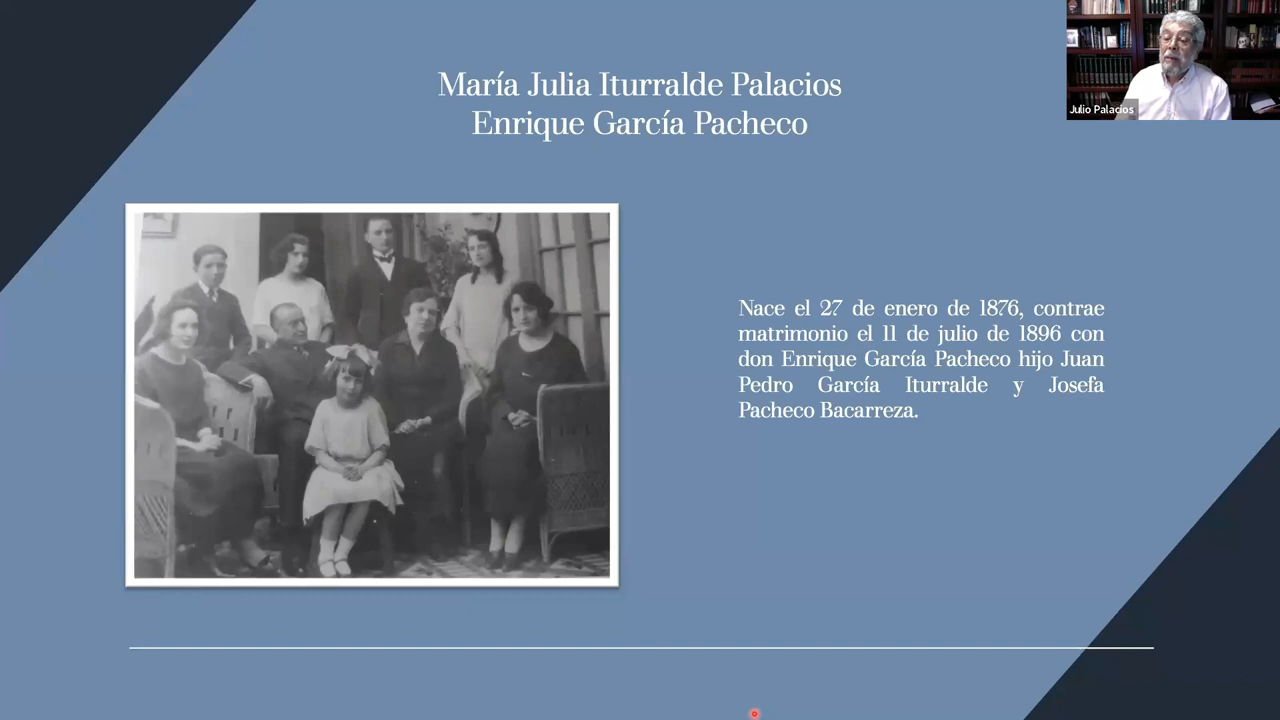 María Julia Iturralde Palacios
Enrique García Pacheco
Julio Palacios
Nace el 27 de enero de 1876, contrae
matrimonio el 11 de julio de 1896 con
don Enrique García Pacheco hijo Juan
Pedro García Iturralde y Josefa
Pacheco Bacarreza.